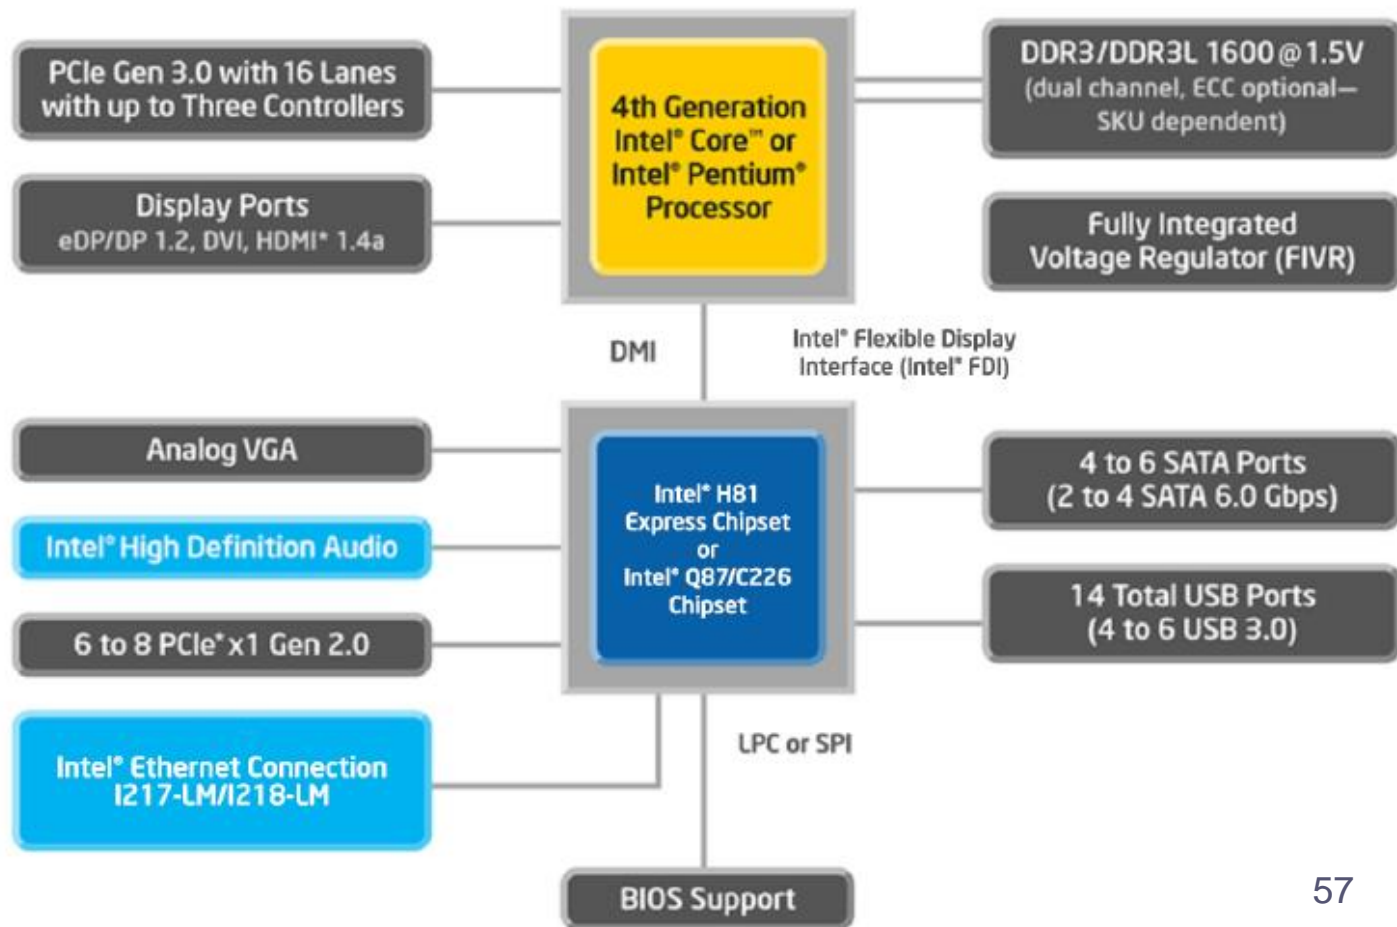 PCIe Gen 3.0 with 16 Lanes
with up to Three Controllers
Display Ports
eDP/DP 1.2, DVI, HDMI* 1.4a
4th Generation
Intel® Core™ or
Intel® Pentium®
Processor
DDR3/DDR3L 1600@1.5V
(dual channel, ECC optional—
SKU dependent)
Fully Integrated
Voltage Regulator (FIVR)
DMI
Intel® Flexible Display
Interface (Intel® FDI)
Analog VGA
Intel® High Definition Audio
6 to 8 PCIe* x1 Gen 2.0
Intel® Ethernet Connection
I217-LM/I218-LM
Intel® H81
Express Chipset
or
Intel® Q87/C226
Chipset
4 to 6 SATA Ports
(2 to 4 SATA 6.0 Gbps)
14 Total USB Ports
(4 to 6 USB 3.0)
LPC or SPI
BIOS Support
57